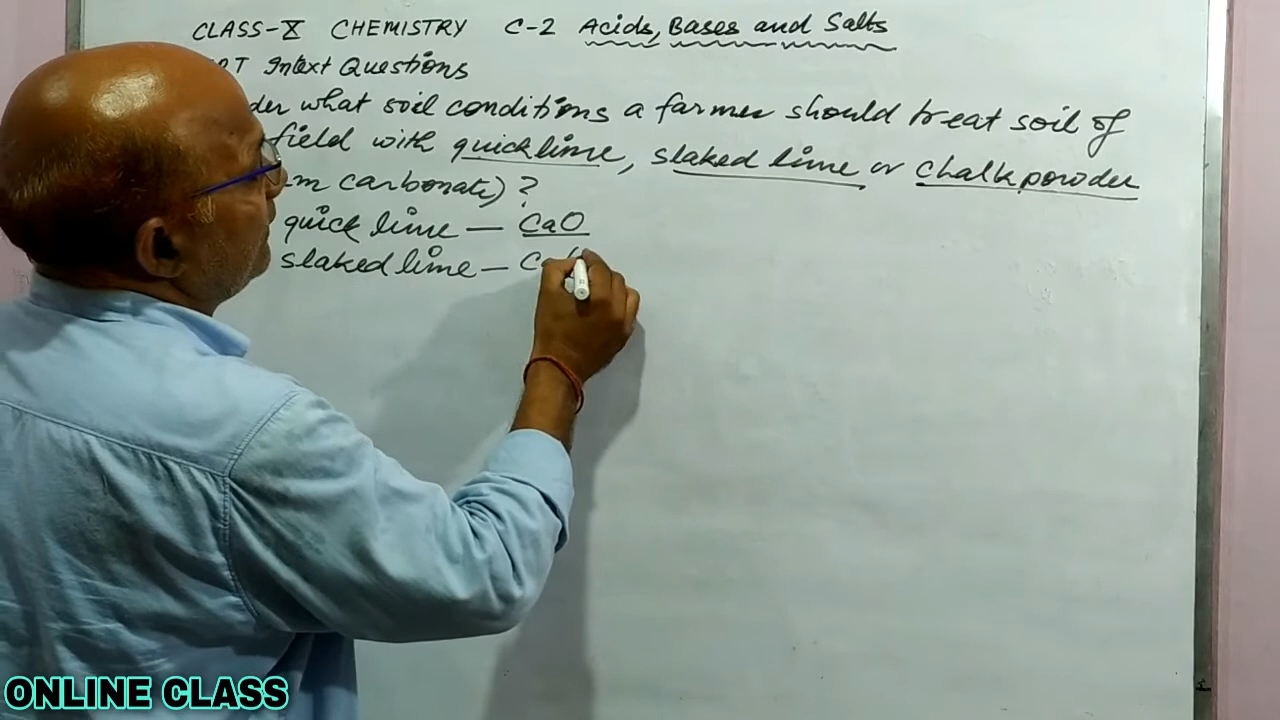 CLASS-X CHEMISTRY C-2 Acids, Bases and Salts
Intext Questions
what soil conditions a farmer should treat soil of
field with quicklime, slaked lime or chalk powder
carbonate) ?
quick lime — CaO
slaked lime —
ONLINE CLASS